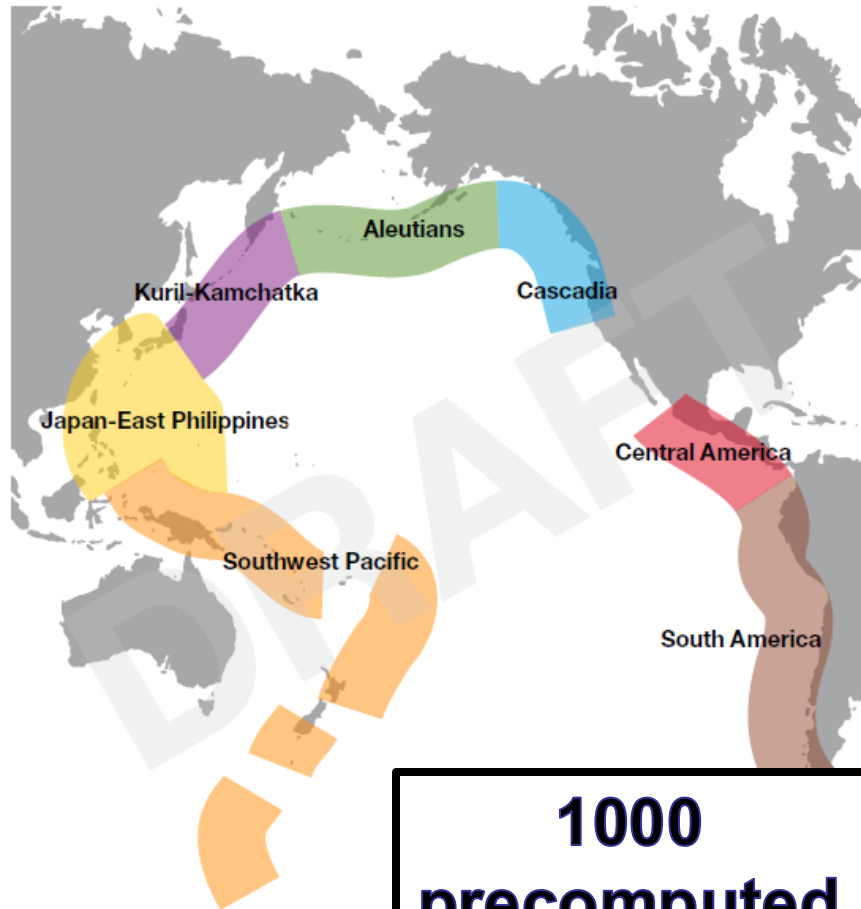 Aleutians
Kuril-Kamchatka
Cascadia
Japan-East Philippines
Central America
Southwest Pacific
South America
DRAFT
1000
precomputed